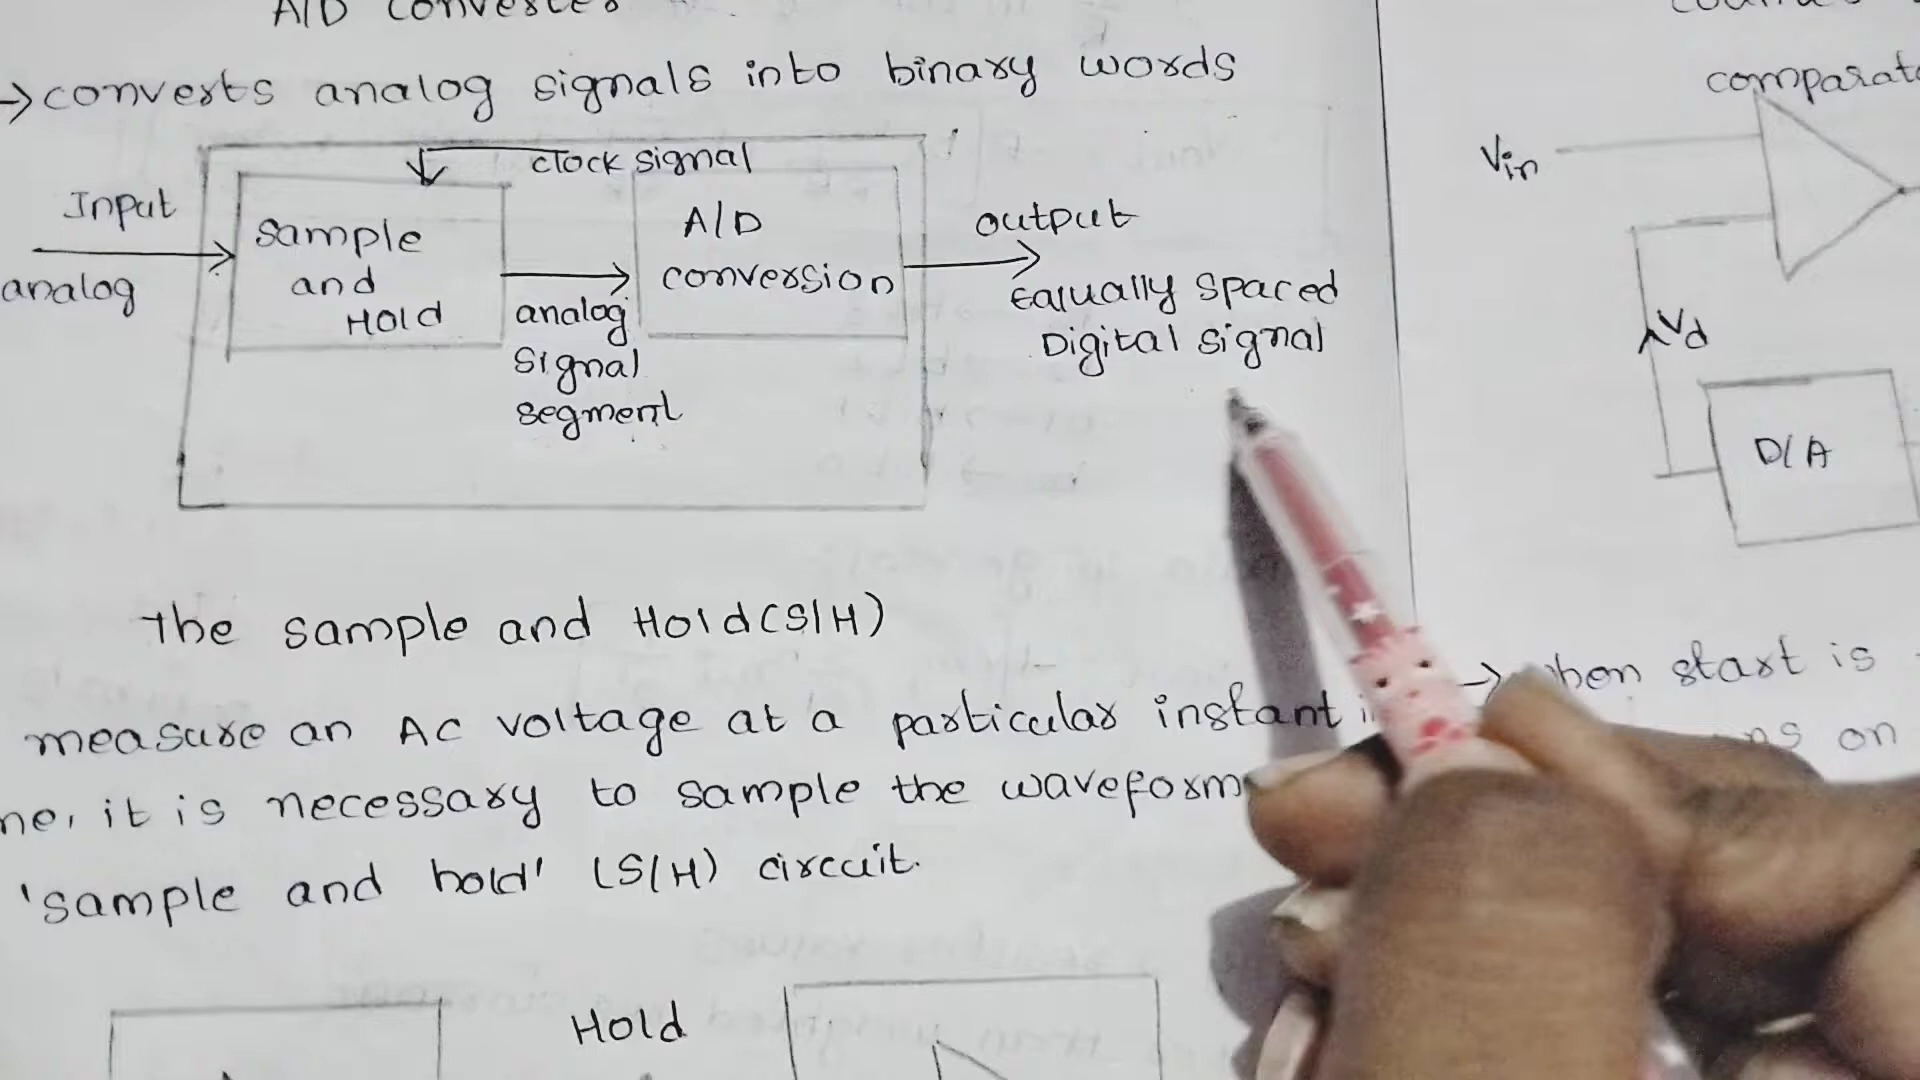 A/D converter
→ converts analog signals into binary words
clock signal
Input
analog
sample
and
Hold
analog
signal
segment
A/D
conversion
output
Equally spaced
Digital signal
The sample and Hold (S/H)
measure an AC voltage at a particular instant
it is necessary to sample the waveform
'sample and hold' (S/H) circuit.
Hold
Vin
Vd
D/A
→ when start is
on